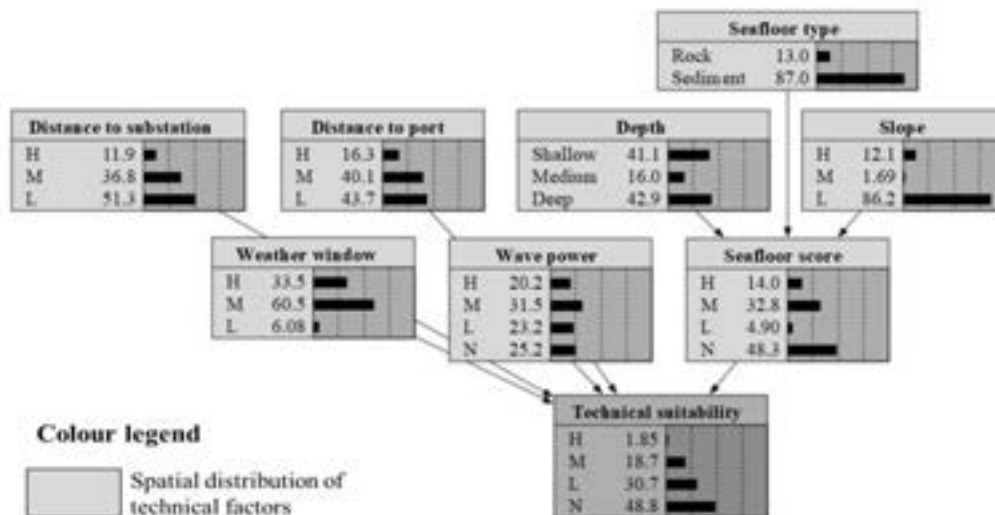 Seafloor type
Rock 13.0
Sediment 87.0
Distance to substation
H 11.9
M 36.8
L 51.3
Distance to port
H 16.3
M 40.1
L 43.7
Depth
Shallow 41.1
Medium 16.0
Deep 42.9
Slope
H 12.1
M 1.69
L 86.2
Weather window
H 33.5
M 60.5
L 6.08
Wave power
H 20.2
M 31.5
L 23.2
N 25.2
Seafloor score
H 14.0
M 32.8
L 4.90
N 48.3
Technical suitability
H 1.85
M 18.7
L 30.7
N 48.8
Colour legend
Spatial distribution of
technical factors